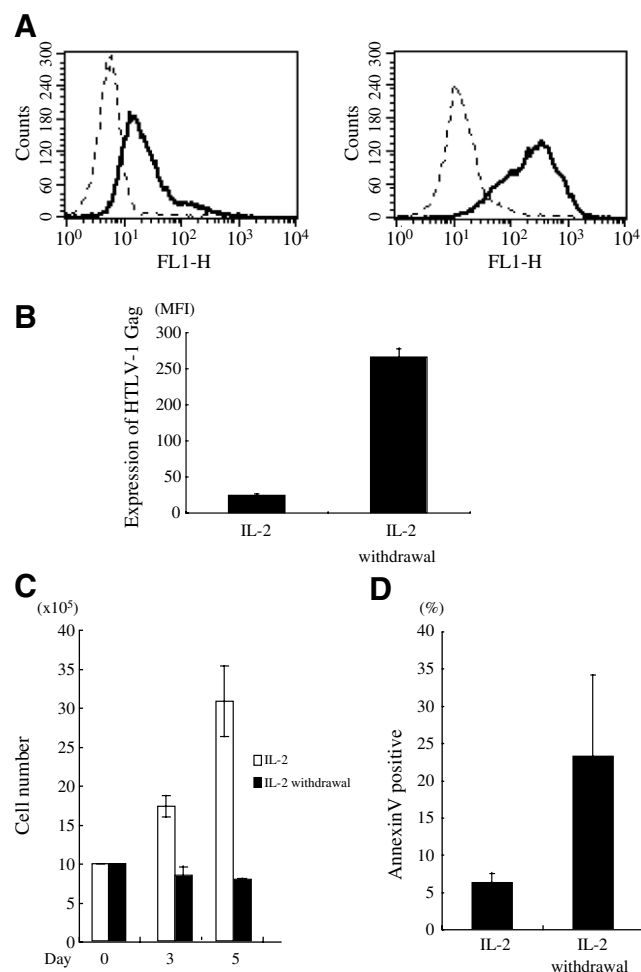 A
300
240
180
120
60
0
Counts
10^0 10^1 10^2 10^3 10^4
FL1-H
300
240
180
120
60
0
Counts
10^0 10^1 10^2 10^3 10^4
FL1-H
B
(MFI)
Expression of HTLV-1 Gag
300
250
200
100
50
0
IL-2
IL-2
withdrawal
C
(x10^5)
Cell number
40
35
30
25
20
15
10
5
0
IL-2
IL-2 withdrawal
Day 0 3 5
D
(%)
AnnexinV positive
40
35
30
25
20
15
10
5
0
IL-2
IL-2
withdrawal